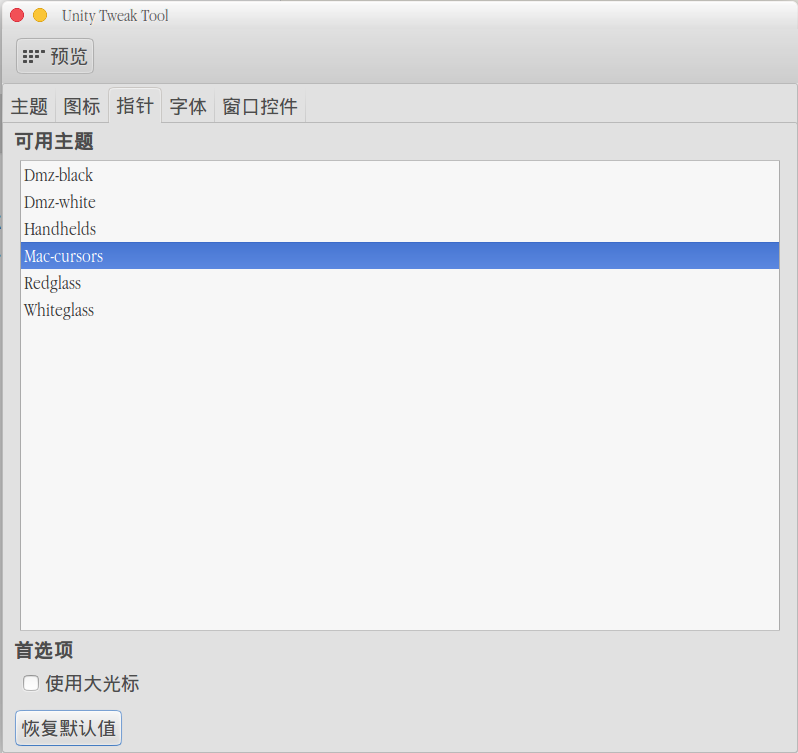 Unity Tweak Tool
预览
主题 图标 指针 字体 窗口控件
可用主题
Dmz-black
Dmz-white
Handhelds
Mac-cursors
Redglass
Whiteglass
首选项
使用大光标
恢复默认值